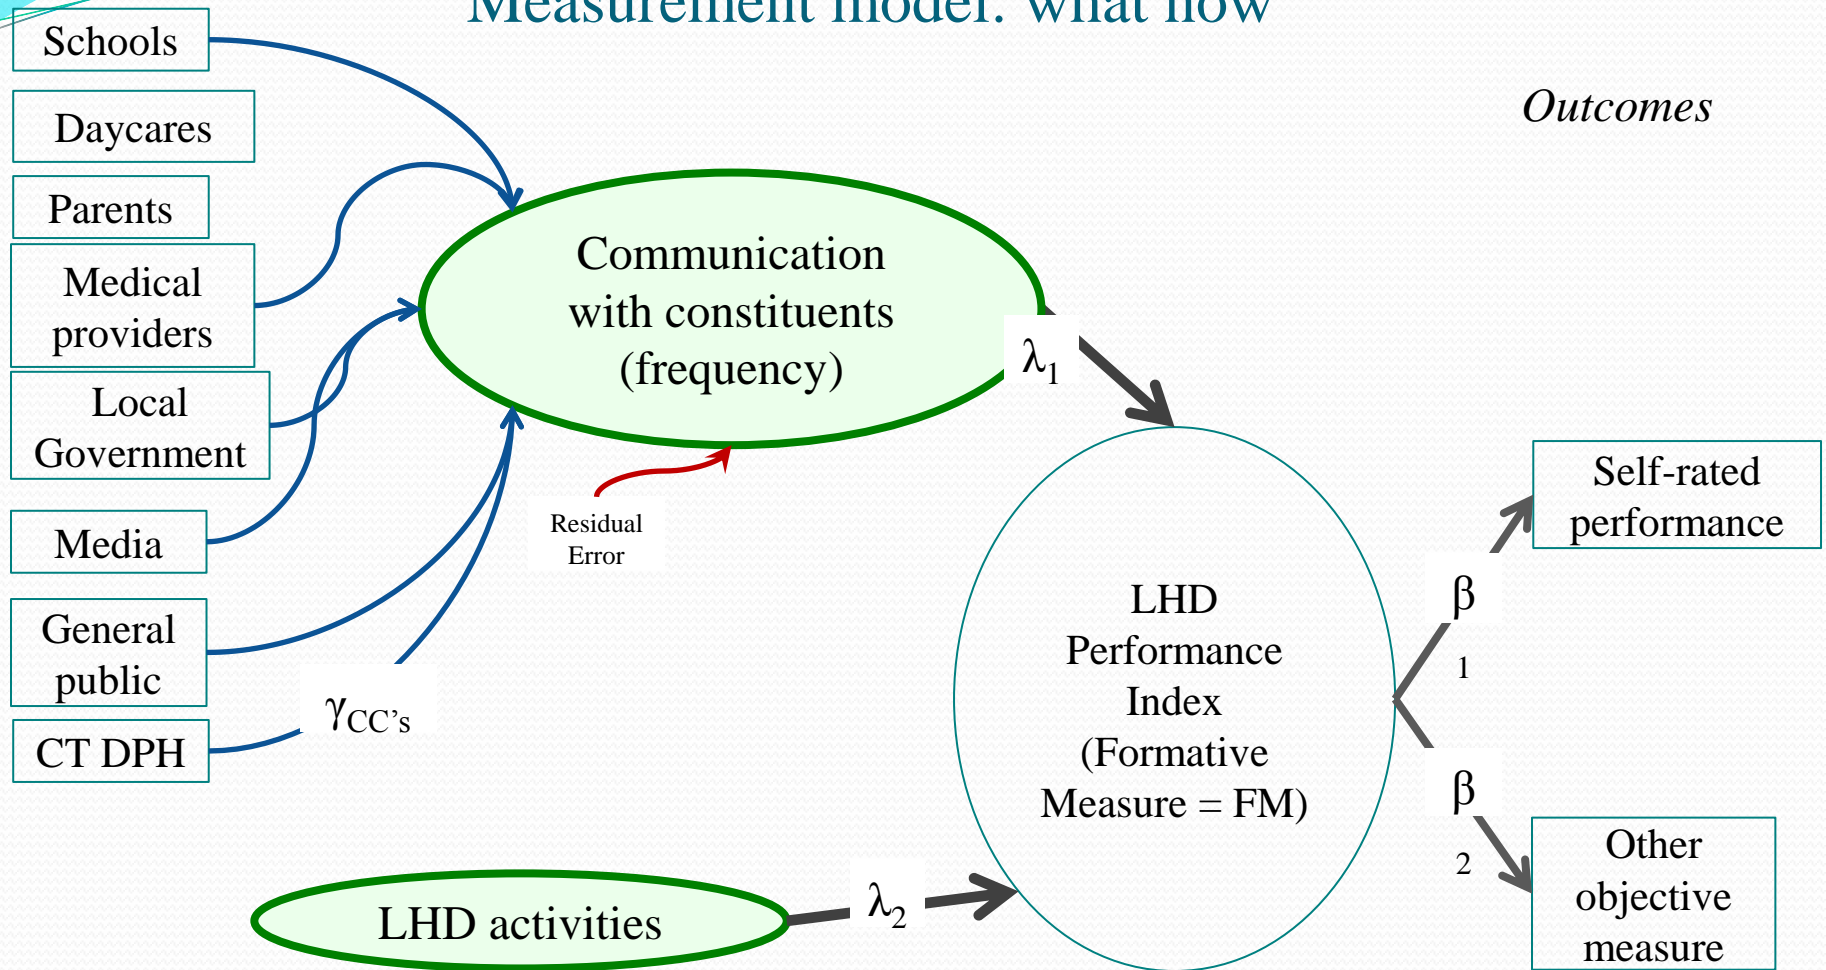 Measurement model: what now
Schools
Daycares
Parents
Medical
providers
Local
Government
Media
General
public
CT DPH
γCC’s
Communication
with constituents
(frequency)
Residual
Error
λ1
LHD activities
λ2
LHD
Performance
Index
(Formative
Measure = FM)
Outcomes
β
1
β
2
Self-rated
performance
Other
objective
measure